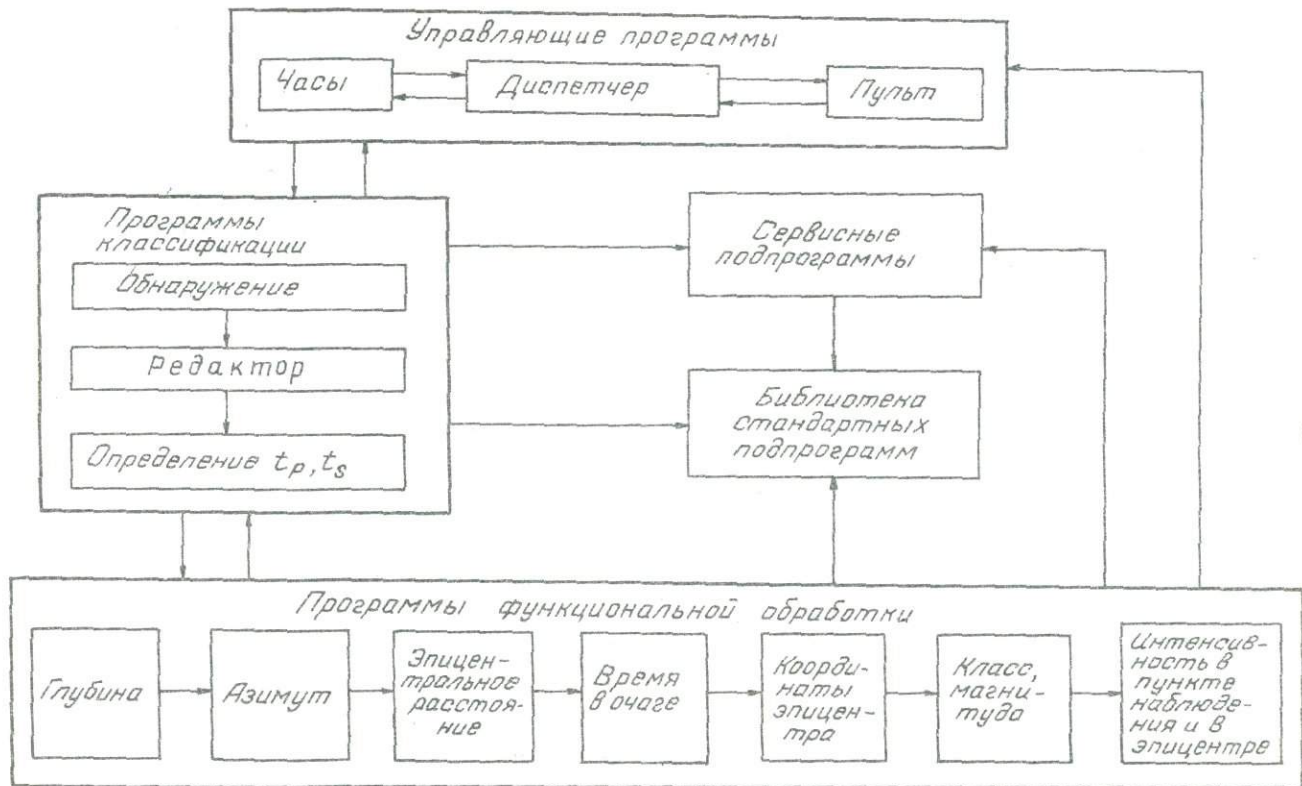 Управляющие программы
Часы
Диспетчер
Пульт
Программы
классификации
Обнаружение
Редактор
Определение tₚ, tₛ
Сервисные
подпрограммы
Библиотека
стандартных
подпрограмм
Программы функциональной обработки
Глубина
Азимут
Эпицен-
тральное
расстоя-
ние
Время
в очаге
Коорди-
наты
эпицен-
тра
Класс,
магни-
туда
Интенсив-
ность в
пункте
наблюде-
ния и в
эпицентре